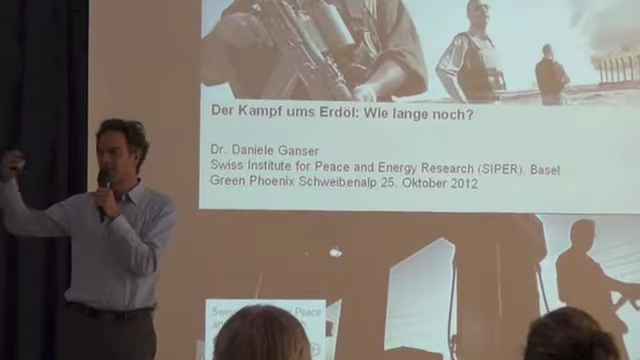 Der Kampf ums Erdöl: Wie lange noch?
Dr. Daniele Ganser
Swiss Institute for Peace and Energy Research (SIPER), Basel
Green Phoenix Schweibenalp 25. Oktober 2012
Peace